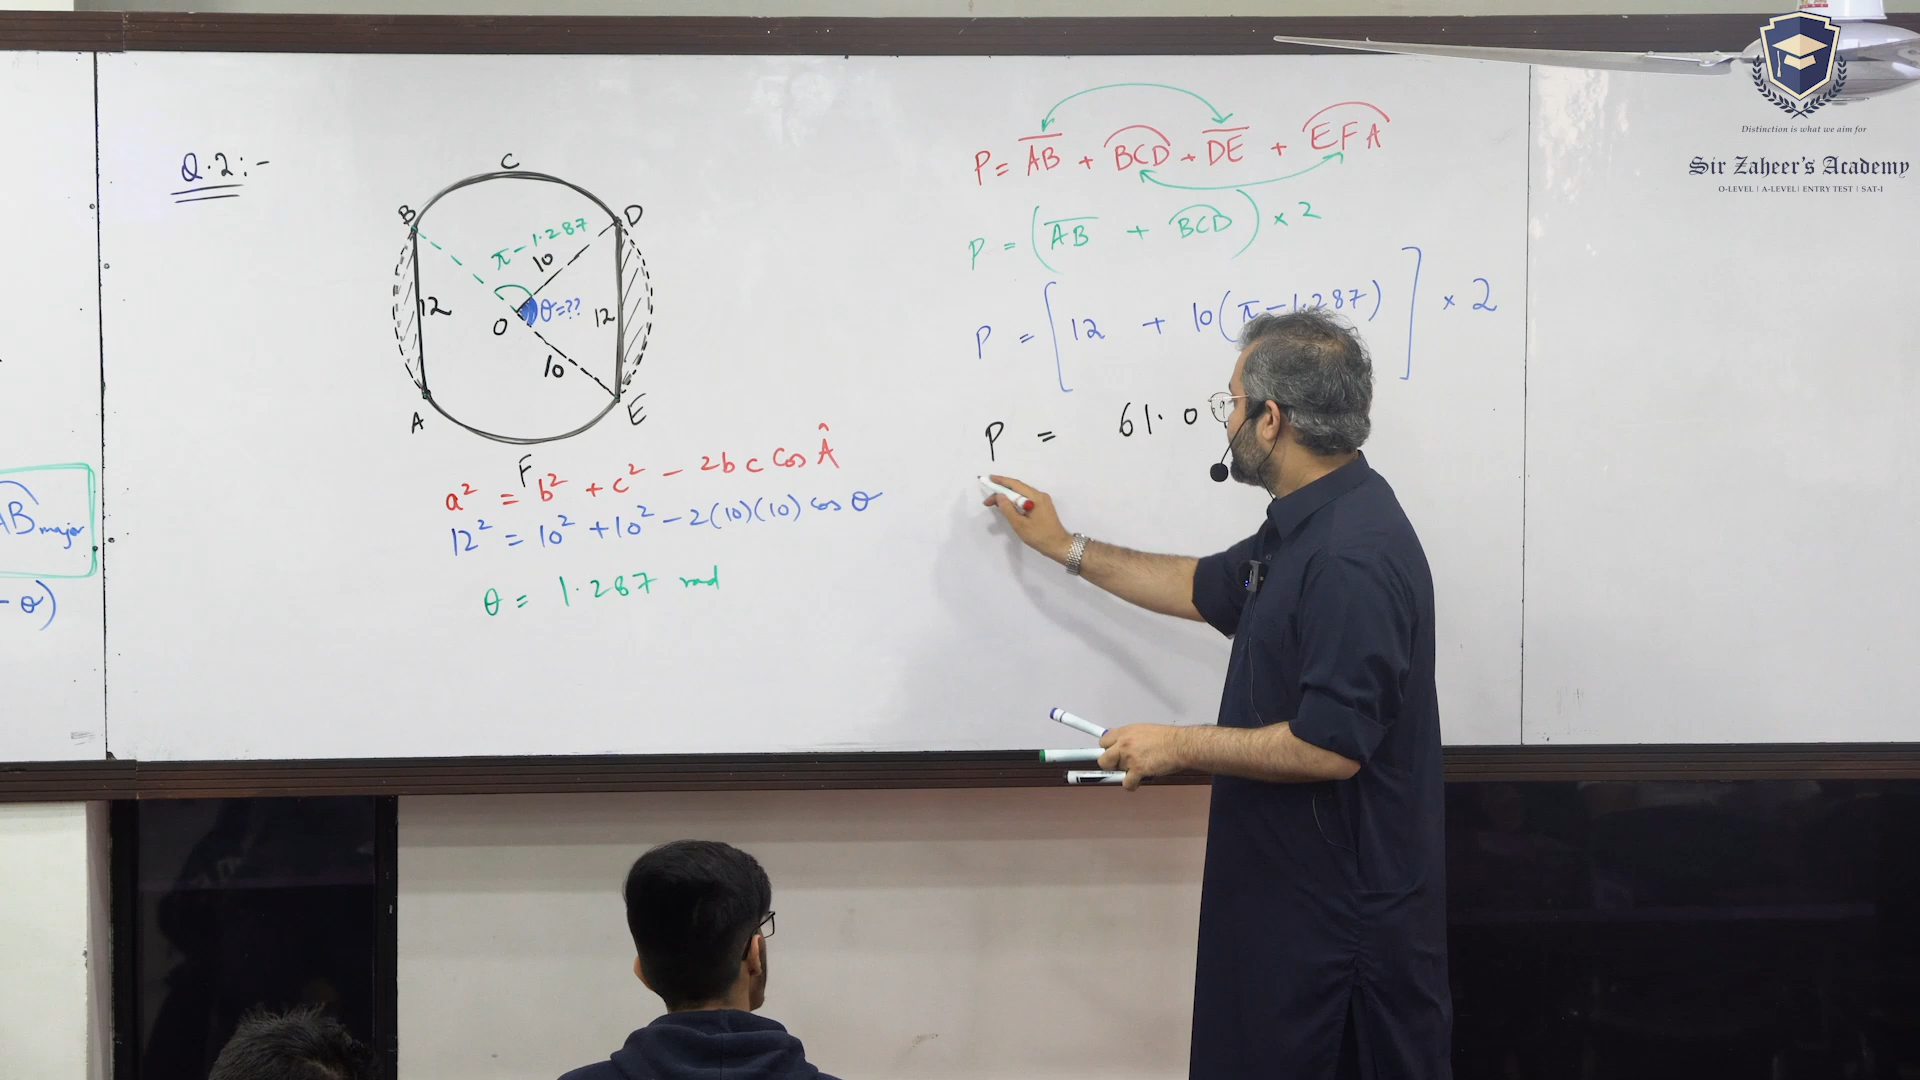 Q.2:-
C
B
D
π - 1.287
10
12
O
θ=??
12
10
A
E
F
a² = b² + c² - 2bc Cos Â
12² = 10² + 10² - 2(10)(10) cos θ
θ = 1.287 rad
AB major
- θ)
P = AB + BCD + DE + EFA
P = (AB + BCD) × 2
P = [12 + 10(π - 1.287)] × 2
P = 61.0
Distinction is what we aim for
Sir Zaheer's Academy
O-LEVEL | A-LEVEL | ENTRY TEST | SAT-I